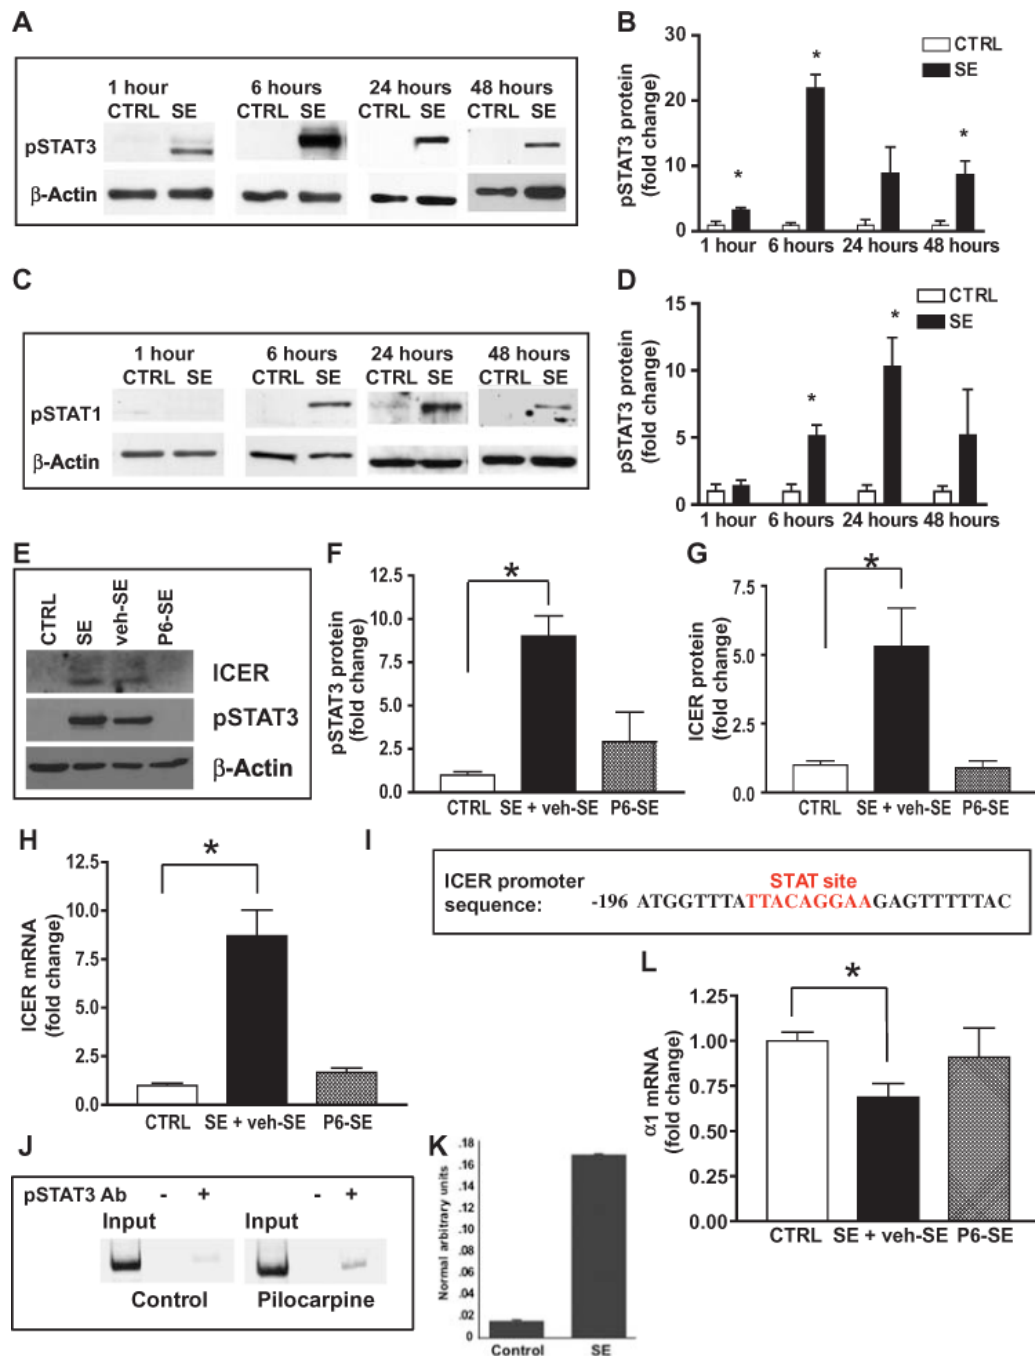 A
1 hour 6 hours 24 hours 48 hours
CTRL SE CTRL SE CTRL SE CTRL SE
pSTAT3
β-Actin
B
CTRL
SE
pSTAT3 protein
(fold change)
30
20
10
0
* * *
1 hour 6 hours 24 hours 48 hours
C
1 hour 6 hours 24 hours 48 hours
CTRL SE CTRL SE CTRL SE CTRL SE
pSTAT1
β-Actin
D
CTRL
SE
pSTAT3 protein
(fold change)
15
10
5
0
* *
1 hour 6 hours 24 hours 48 hours
E
CTRL
SE
veh-SE
P6-SE
ICER
pSTAT3
β-Actin
F
pSTAT3 protein
(fold change)
12.5
10.0
7.5
5.0
2.5
0.0
*
CTRL SE + veh-SE P6-SE
G
ICER protein
(fold change)
7.5
5.0
2.5
0.0
*
CTRL SE + veh-SE P6-SE
H
ICER mRNA
(fold change)
12.5
10.0
7.5
5.0
2.5
0.0
*
CTRL SE + veh-SE P6-SE
I
STAT site
ICER promoter
sequence:
-196 ATGGTTTATTACAGGAAGAGTTTTTAC
J
pSTAT3 Ab - + - +
Input Input
Control Pilocarpine
K
Normal arbitrary units
.18
.16
.14
.12
.10
.08
.06
.04
.02
0
Control SE
L
α1 mRNA
(fold change)
1.25
1.00
0.75
0.50
0.25
0.00
*
CTRL SE + veh-SE P6-SE